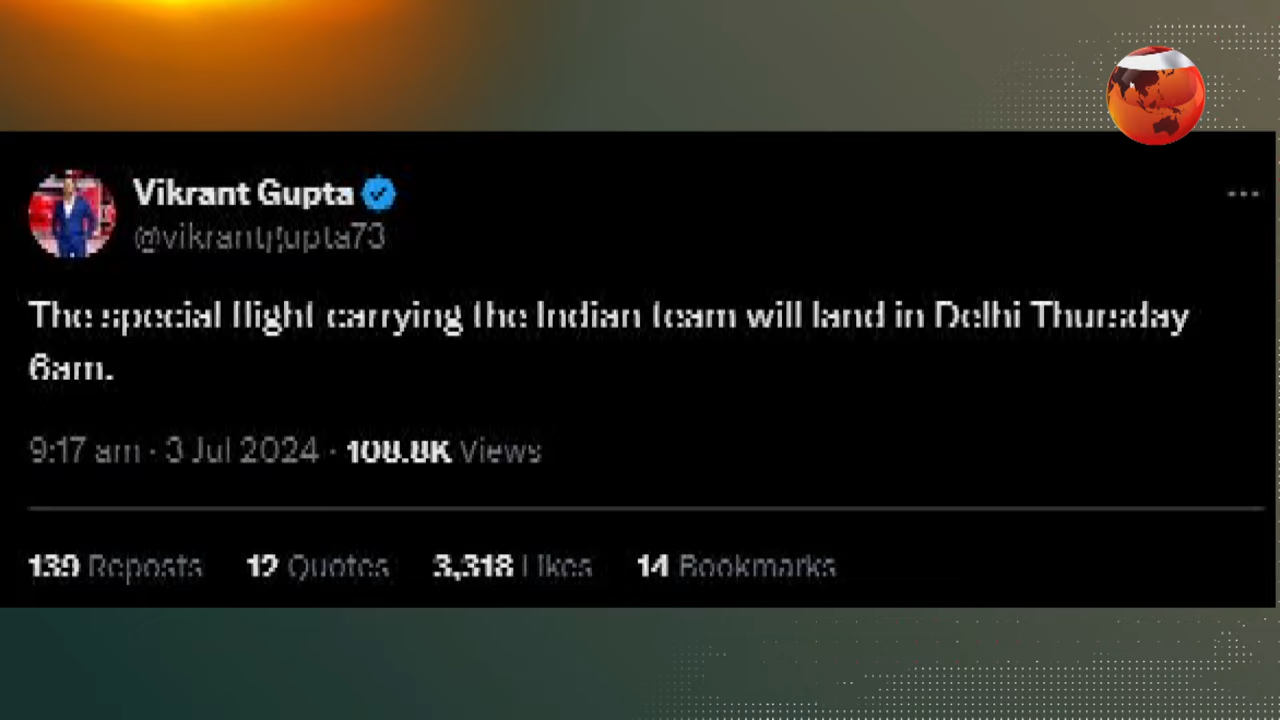 Vikrant Gupta
@vikrantgupta73
The special flight carrying the Indian team will land in Delhi Thursday
6am.
9:17 am · 3 Jul 2024 · 108.8K Views
139 Reposts 12 Quotes 3,318 Likes 14 Bookmarks